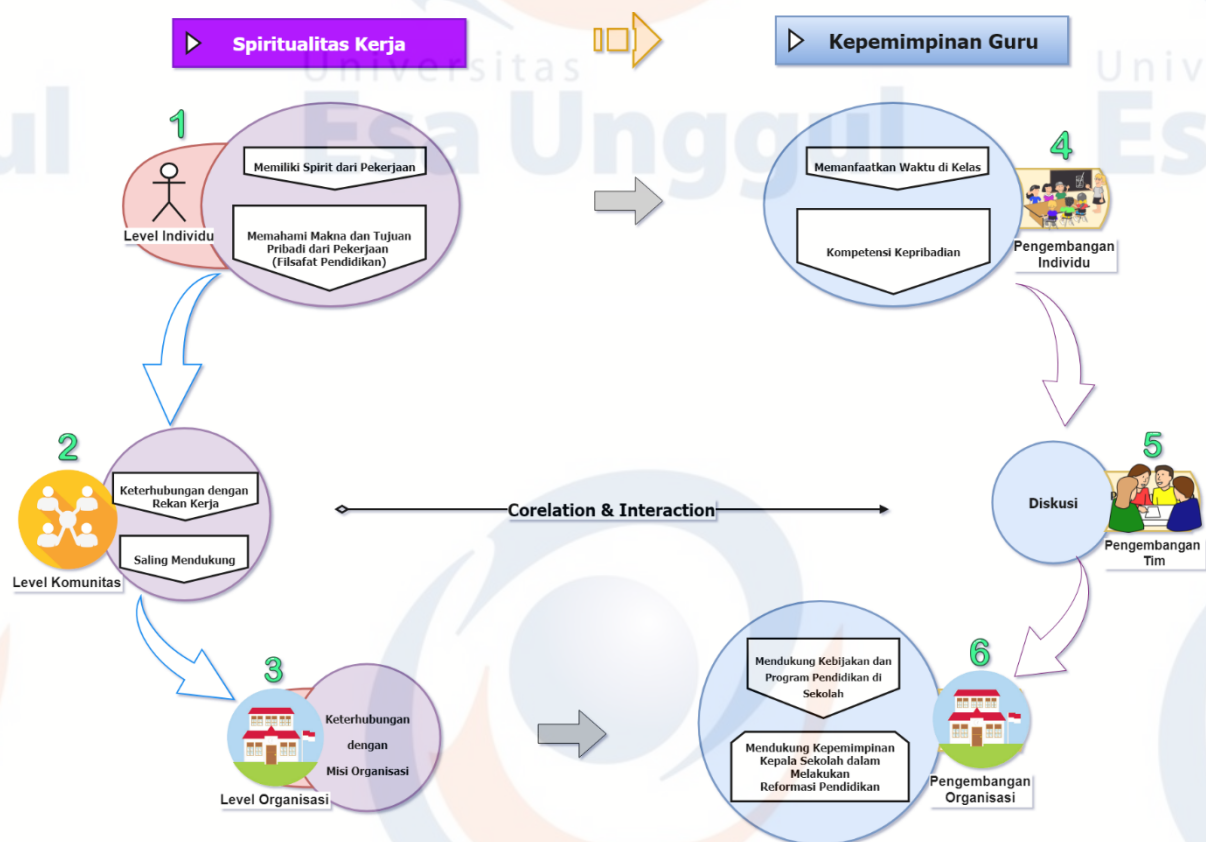 Spiritualitas Kerja
Kepemimpinan Guru
Universitas
Esa Unggul
Univ
Es
ul
1
Level Individu
Memiliki Spirit dari Pekerjaan
Memahami Makna dan Tujuan
Pribadi dari Pekerjaan
(Filsafat Pendidikan)
Memanfaatkan Waktu di Kelas
Kompetensi Kepribadian
4
Pengembangan
Individu
2
Level Komunitas
Keterhubungan dengan
Rekan Kerja
Saling Mendukung
Corelation & Interaction
Diskusi
5
Pengembangan
Tim
3
Level Organisasi
Keterhubungan
dengan
Misi Organisasi
Mendukung Kebijakan dan
Program Pendidikan di
Sekolah
Mendukung Kepemimpinan
Kepala Sekolah dalam
Melakukan
Reformasi Pendidikan
6
Pengembangan
Organisasi